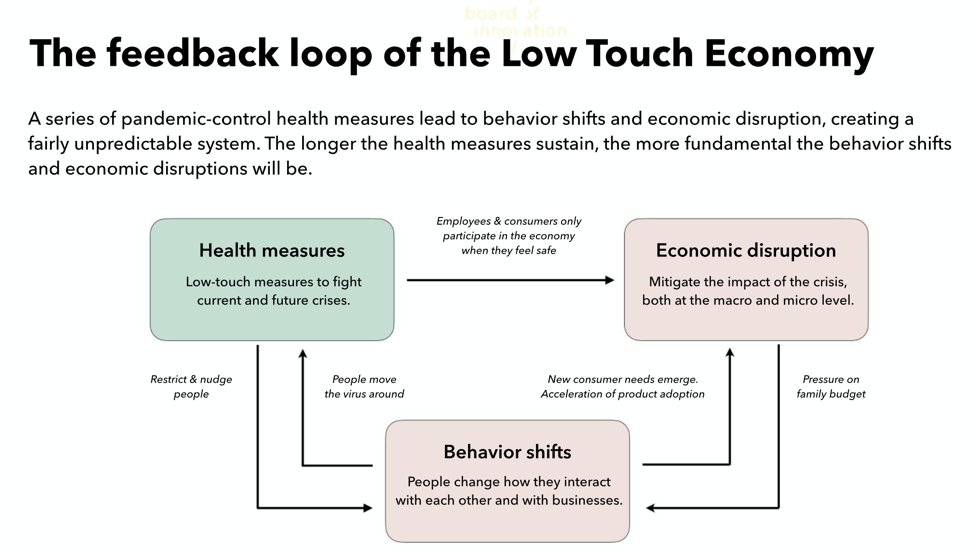 board of
innovation
The feedback loop of the Low Touch Economy
A series of pandemic-control health measures lead to behavior shifts and economic disruption, creating a
fairly unpredictable system. The longer the health measures sustain, the more fundamental the behavior shifts
and economic disruptions will be.
Employees & consumers only
participate in the economy
when they feel safe
Health measures
Low-touch measures to fight
current and future crises.
Economic disruption
Mitigate the impact of the crisis,
both at the macro and micro level.
Restrict & nudge
people
People move
the virus around
New consumer needs emerge.
Acceleration of product adoption
Pressure on
family budget
Behavior shifts
People change how they interact
with each other and with businesses.